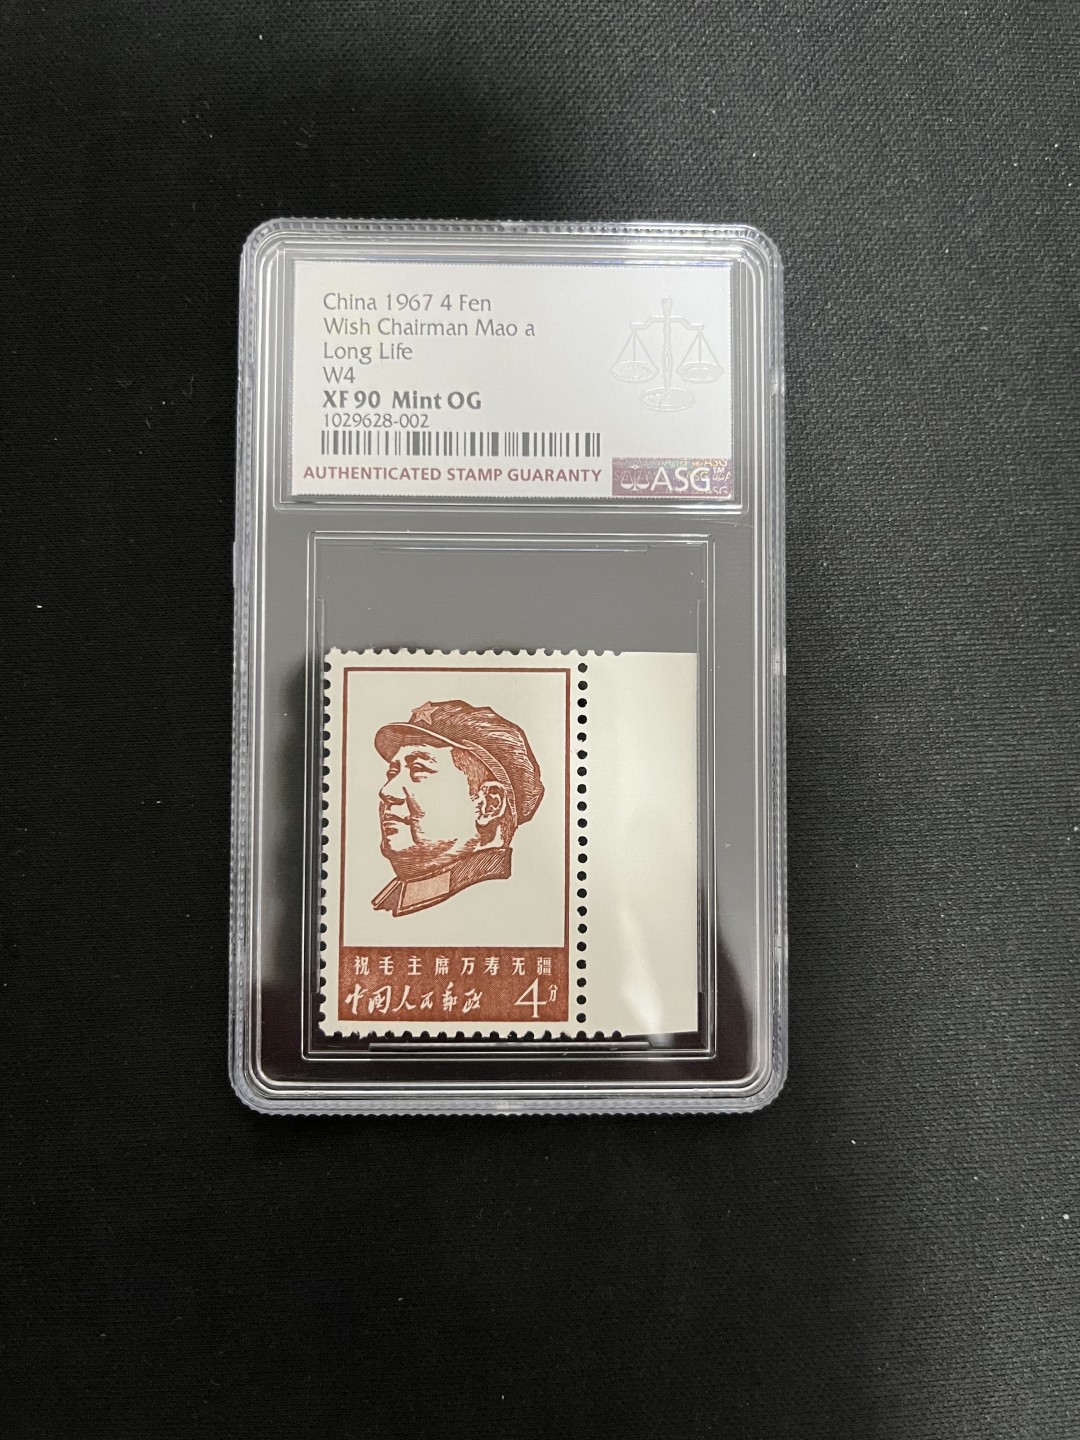 China 1967 4 Fen
Wish Chairman Mao a
Long Life
W4
XF 90 Mint OG
1029628-002
AUTHENTICATED STAMP GUARANTY
ASG™
祝毛主席万寿无疆
中国人民邮政 4分